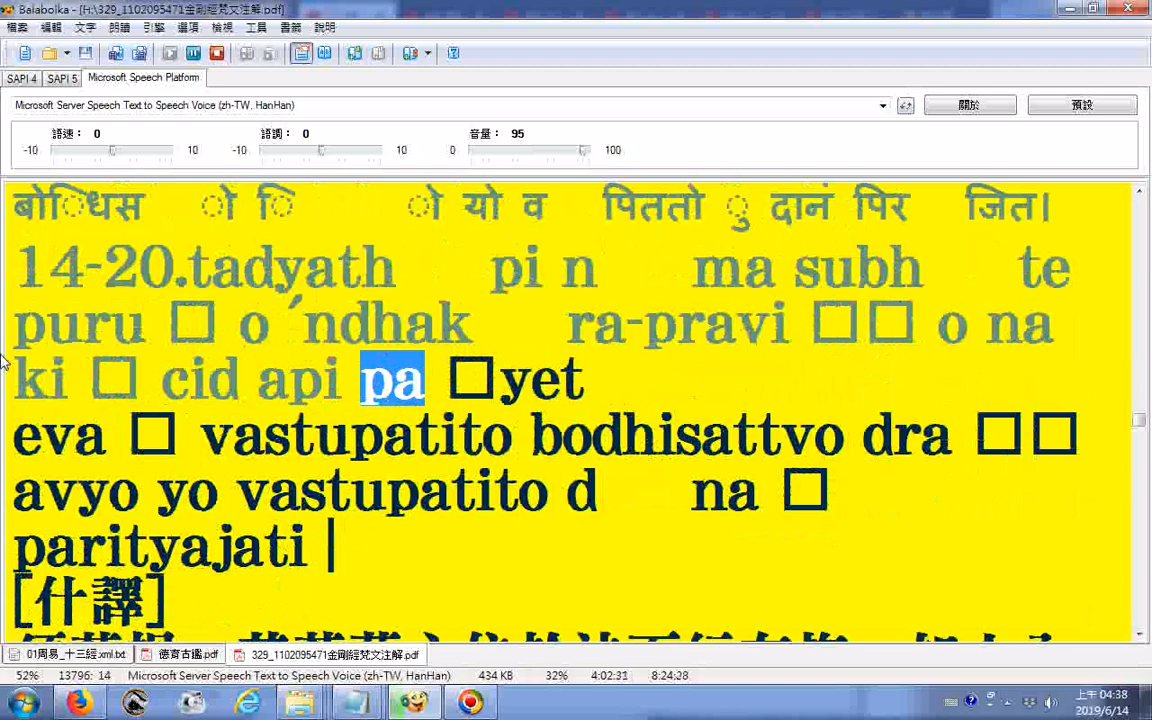 Balabolka - [H:\329_1102095471金剛經梵文注解.pdf]
檔案 編輯 文字 朗讀 引擎 選項 檢視 工具 書籤 說明
SAPI 4 SAPI 5 Microsoft Speech Platform
Microsoft Server Speech Text to Speech Voice (zh-TW, HanHan) 關於 預設
語速： 0 語調： 0 音量： 95
-10 10 -10 10 0 100
बोिधस ो ि ो यो व पिततो ु दानं पिर जित।
14-20.tadyath pi n ma subh te
puru □ o ´ndhak ra-pravi □□ o na
ki □ cid api pa □yet
eva □ vastupatito bodhisattvo dra □□
avyo yo vastupatito d na □
parityajati |
[什譯]
01周易_十三經.xml.txt 德育古鑑.pdf 329_1102095471金剛經梵文注解.pdf
52% 13796: 14 Microsoft Server Speech Text to Speech Voice (zh-TW, HanHan) 434 KB 32% 4:02:31 8:24:28
上午 04:38
2019/6/14